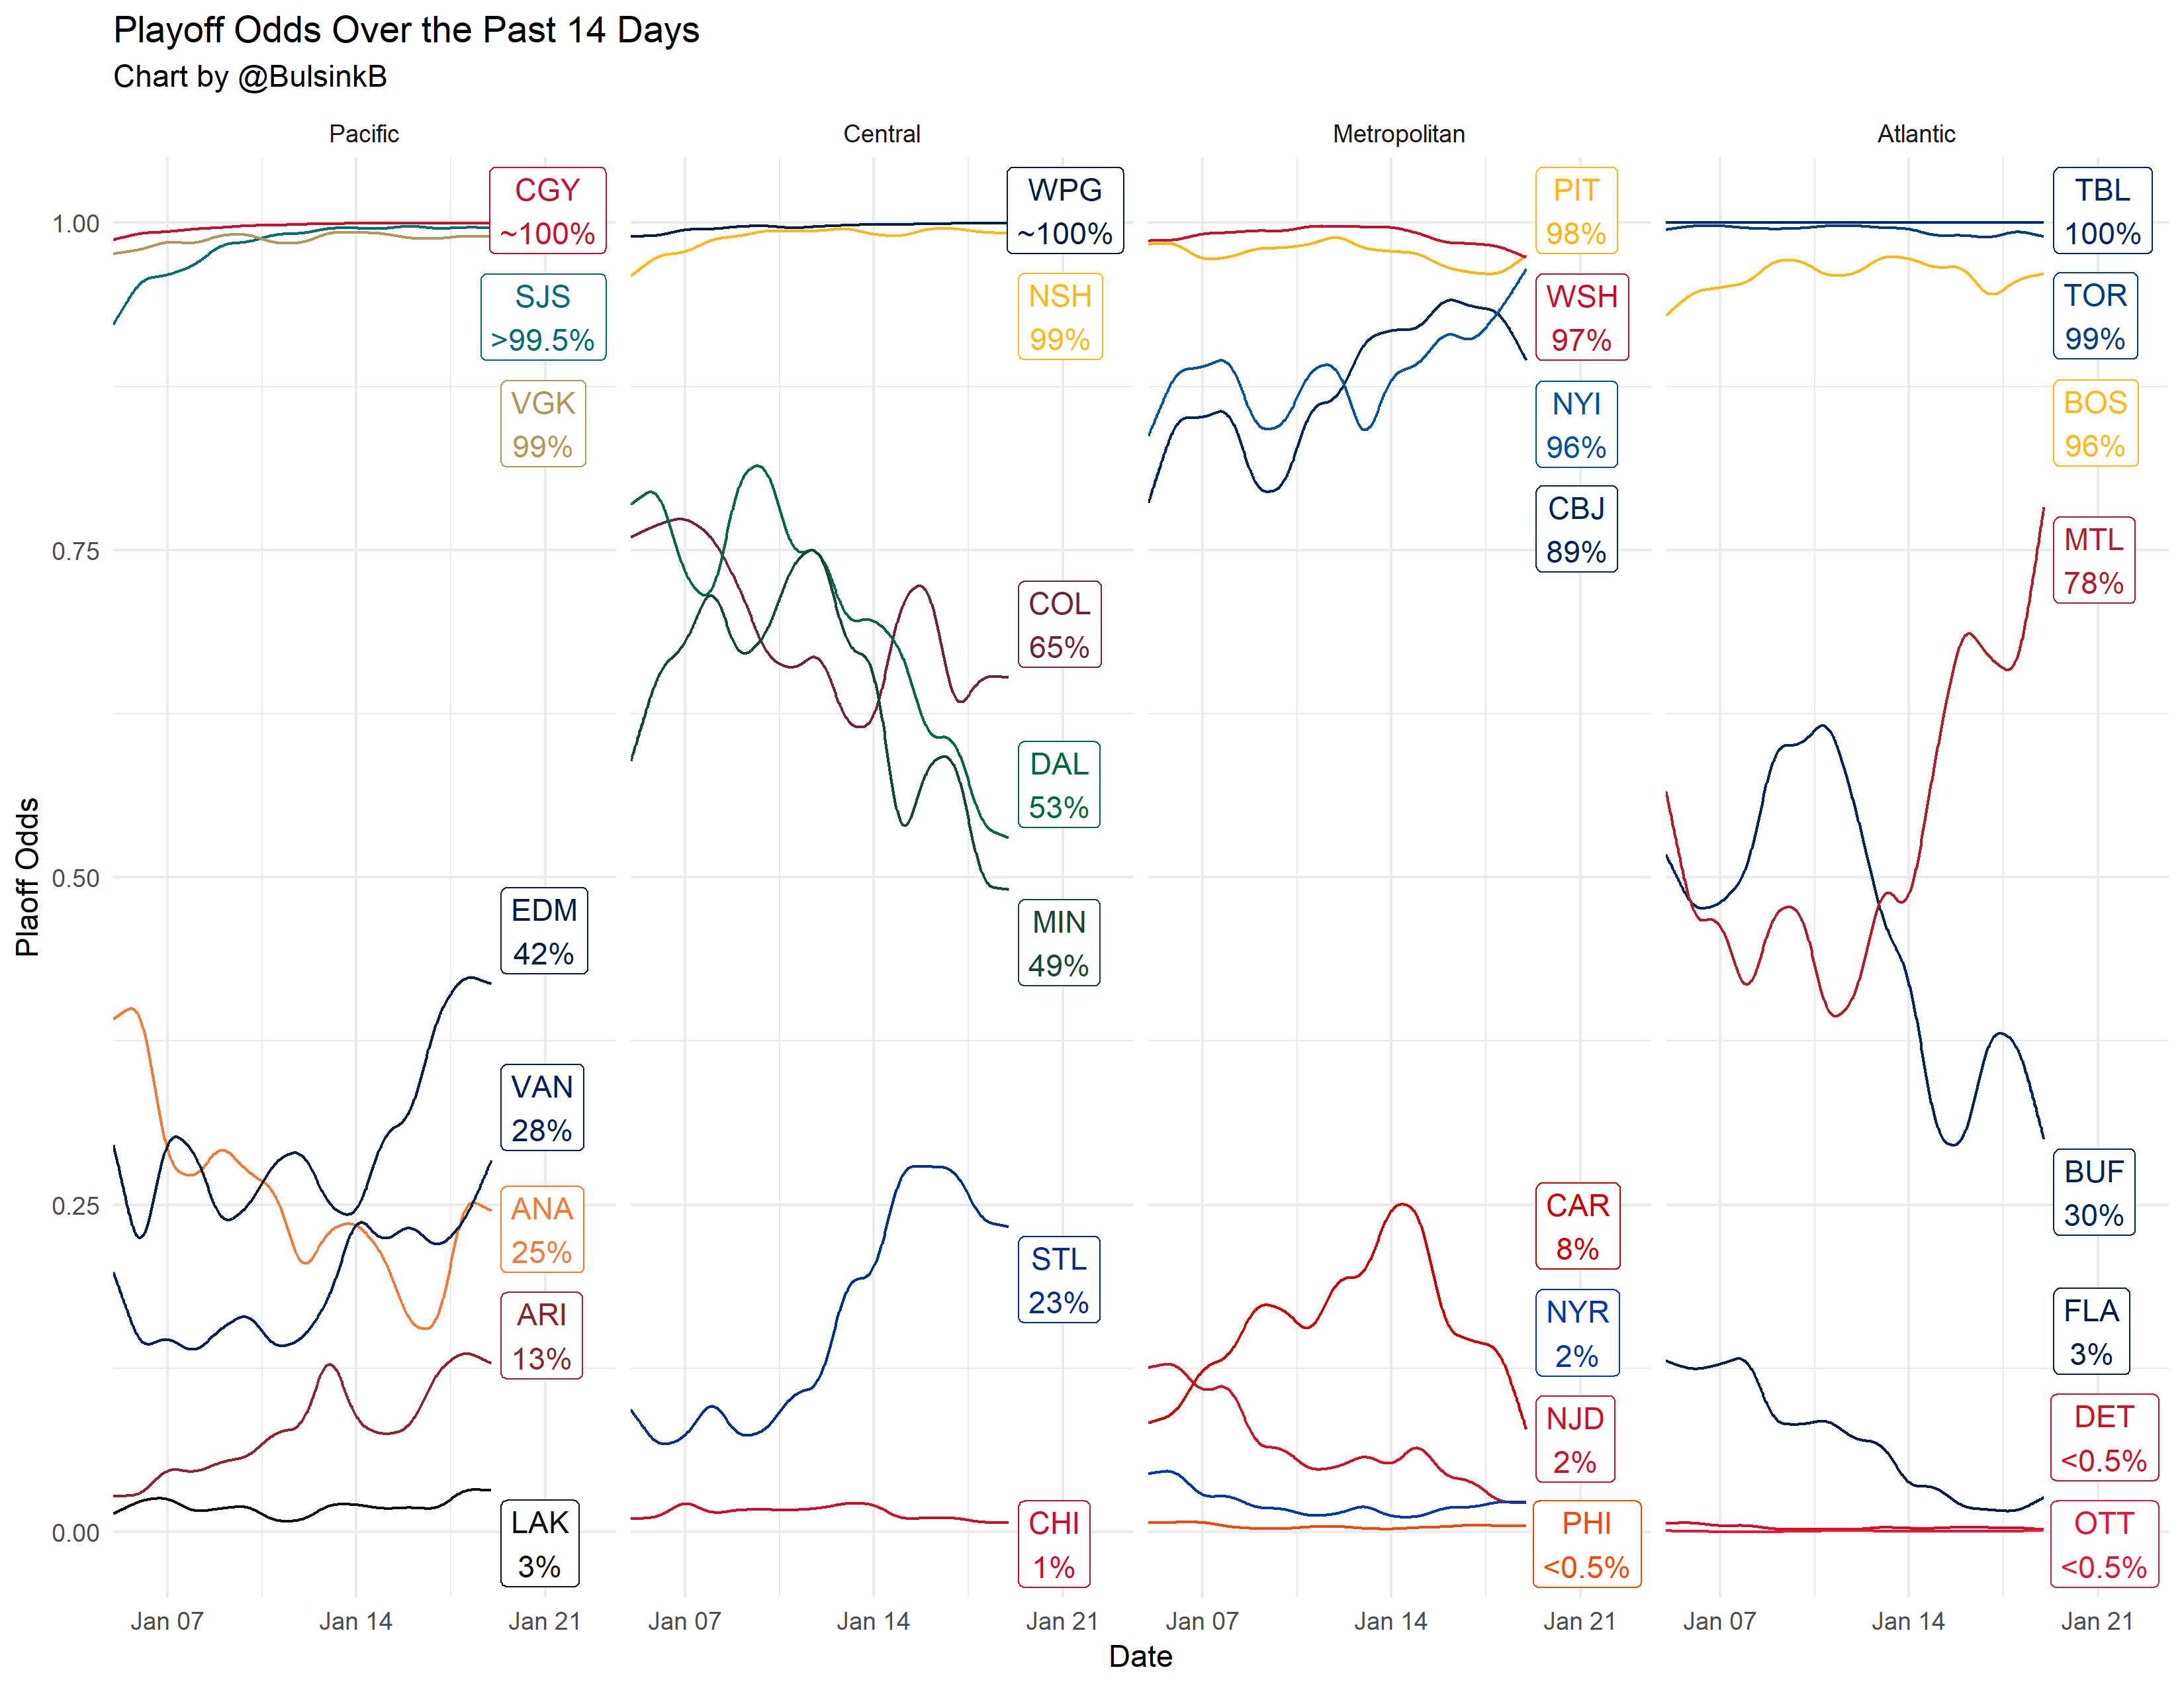 Playoff Odds Over the Past 14 Days
Chart by @BulsinkB
Pacific
Central
Metropolitan
Atlantic
Plaoff Odds
1.00
0.75
0.50
0.25
0.00
CGY
~100%
SJS
>99.5%
VGK
99%
EDM
42%
VAN
28%
ANA
25%
ARI
13%
LAK
3%
WPG
~100%
NSH
99%
COL
65%
DAL
53%
MIN
49%
STL
23%
CHI
1%
PIT
98%
WSH
97%
NYI
96%
CBJ
89%
CAR
8%
NYR
2%
NJD
2%
PHI
<0.5%
TBL
100%
TOR
99%
BOS
96%
MTL
78%
BUF
30%
FLA
3%
DET
<0.5%
OTT
<0.5%
Jan 07
Jan 14
Jan 21
Jan 07
Jan 14
Jan 21
Jan 07
Jan 14
Jan 21
Jan 07
Jan 14
Jan 21
Date